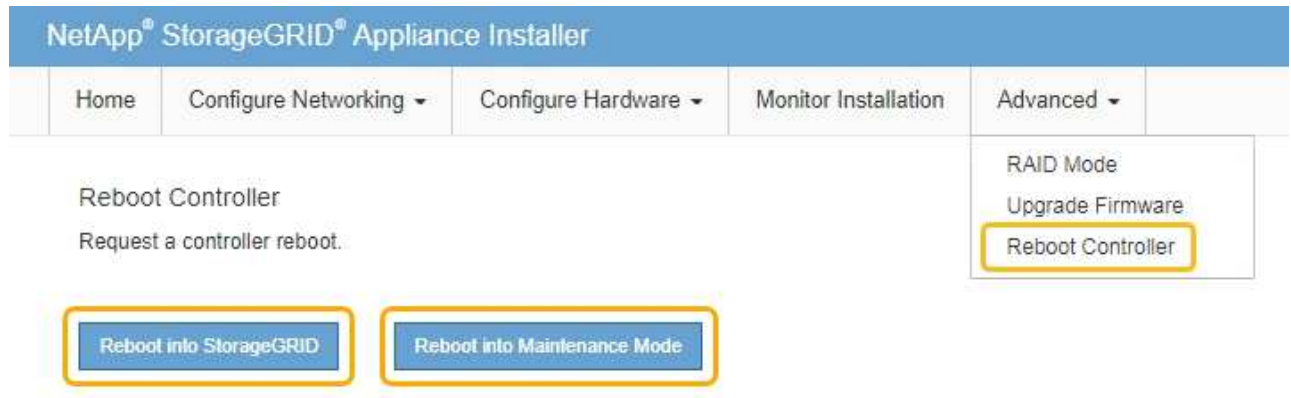 NetApp® StorageGRID® Appliance Installer
Home Configure Networking Configure Hardware Monitor Installation Advanced
RAID Mode
Upgrade Firmware
Reboot Controller
Reboot Controller
Request a controller reboot.
Reboot into StorageGRID Reboot into Maintenance Mode